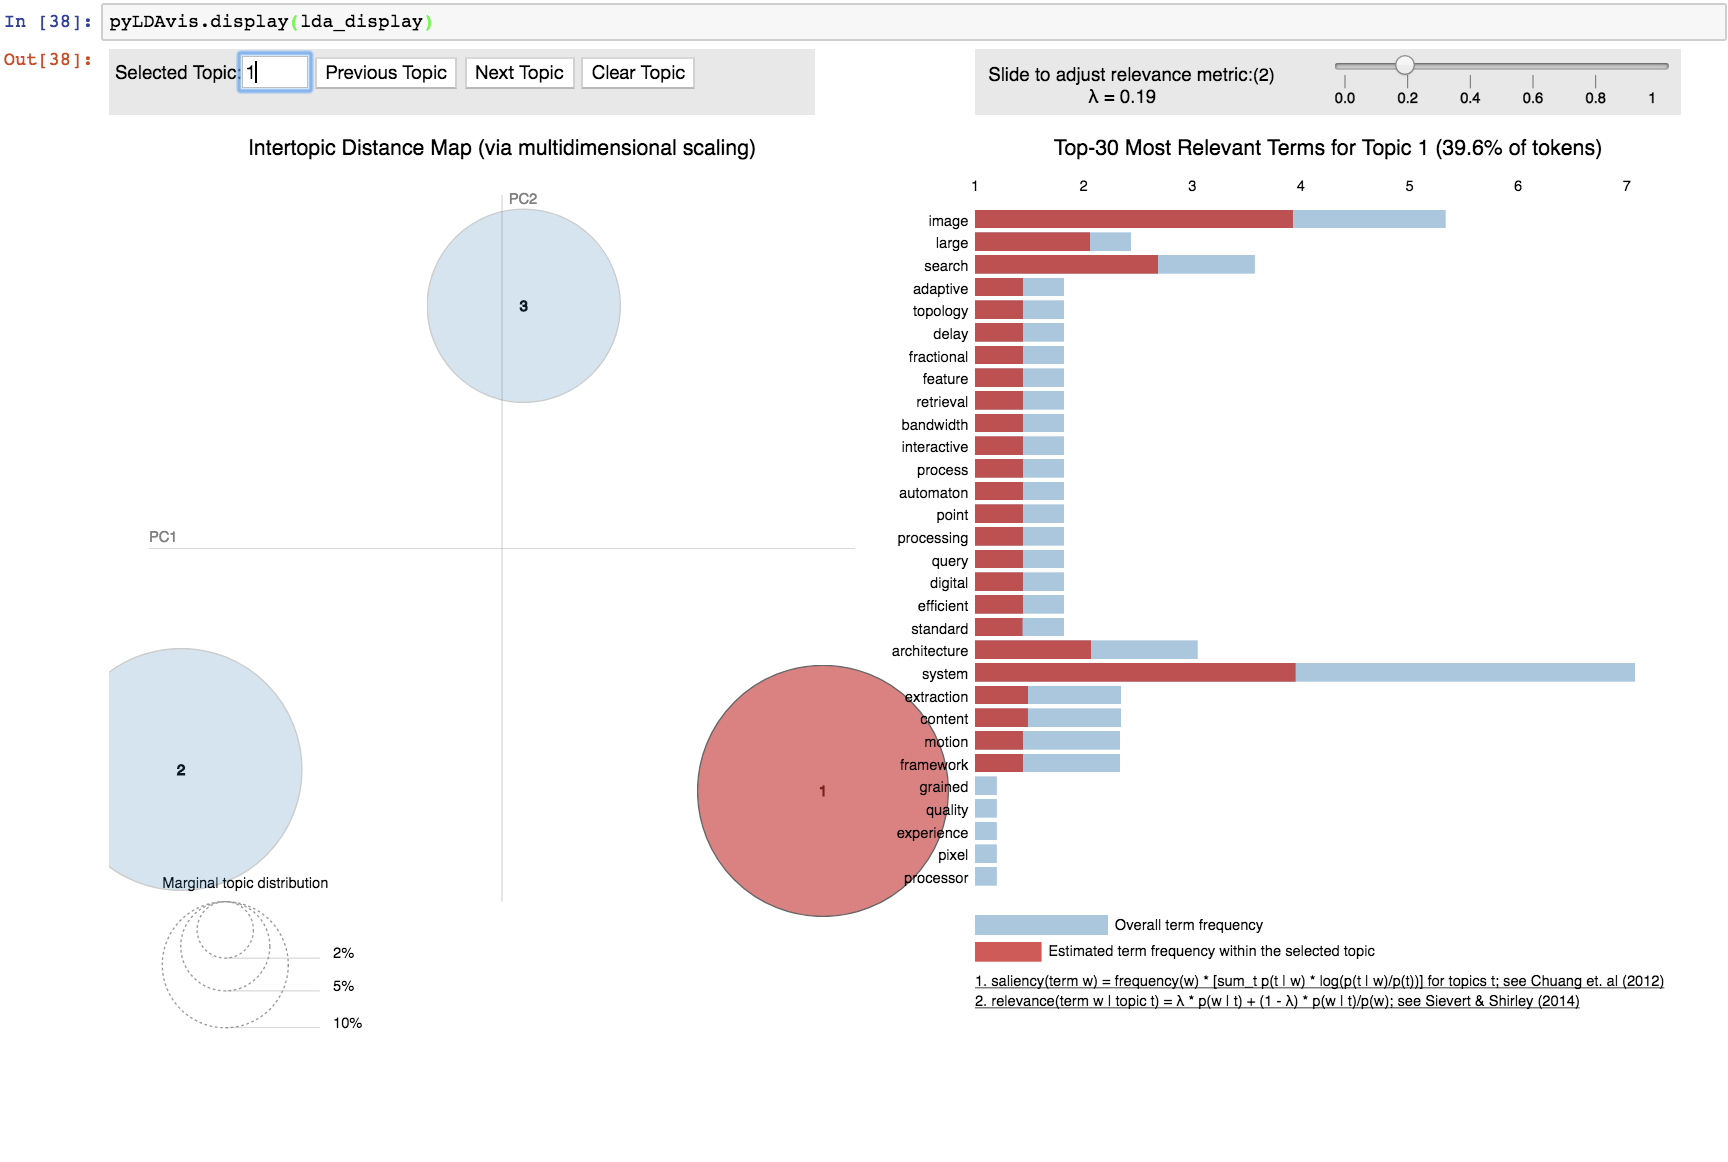 In [38]: pyLDAvis.display(lda_display)
Out[38]:
Selected Topic: 1 Previous Topic Next Topic Clear Topic
Slide to adjust relevance metric:(2)
λ = 0.19
0.0 0.2 0.4 0.6 0.8 1
Intertopic Distance Map (via multidimensional scaling)
PC2
3
PC1
2
1
Marginal topic distribution
2%
5%
10%
Top-30 Most Relevant Terms for Topic 1 (39.6% of tokens)
1 2 3 4 5 6 7
image
large
search
adaptive
topology
delay
fractional
feature
retrieval
bandwidth
interactive
process
automaton
point
processing
query
digital
efficient
standard
architecture
system
extraction
content
motion
framework
grained
quality
experience
pixel
processor
Overall term frequency
Estimated term frequency within the selected topic
1. saliency(term w) = frequency(w) * [sum_t p(t | w) * log(p(t | w)/p(t))] for topics t; see Chuang et. al (2012)
2. relevance(term w | topic t) = λ * p(w | t) + (1 - λ) * p(w | t)/p(w); see Sievert & Shirley (2014)